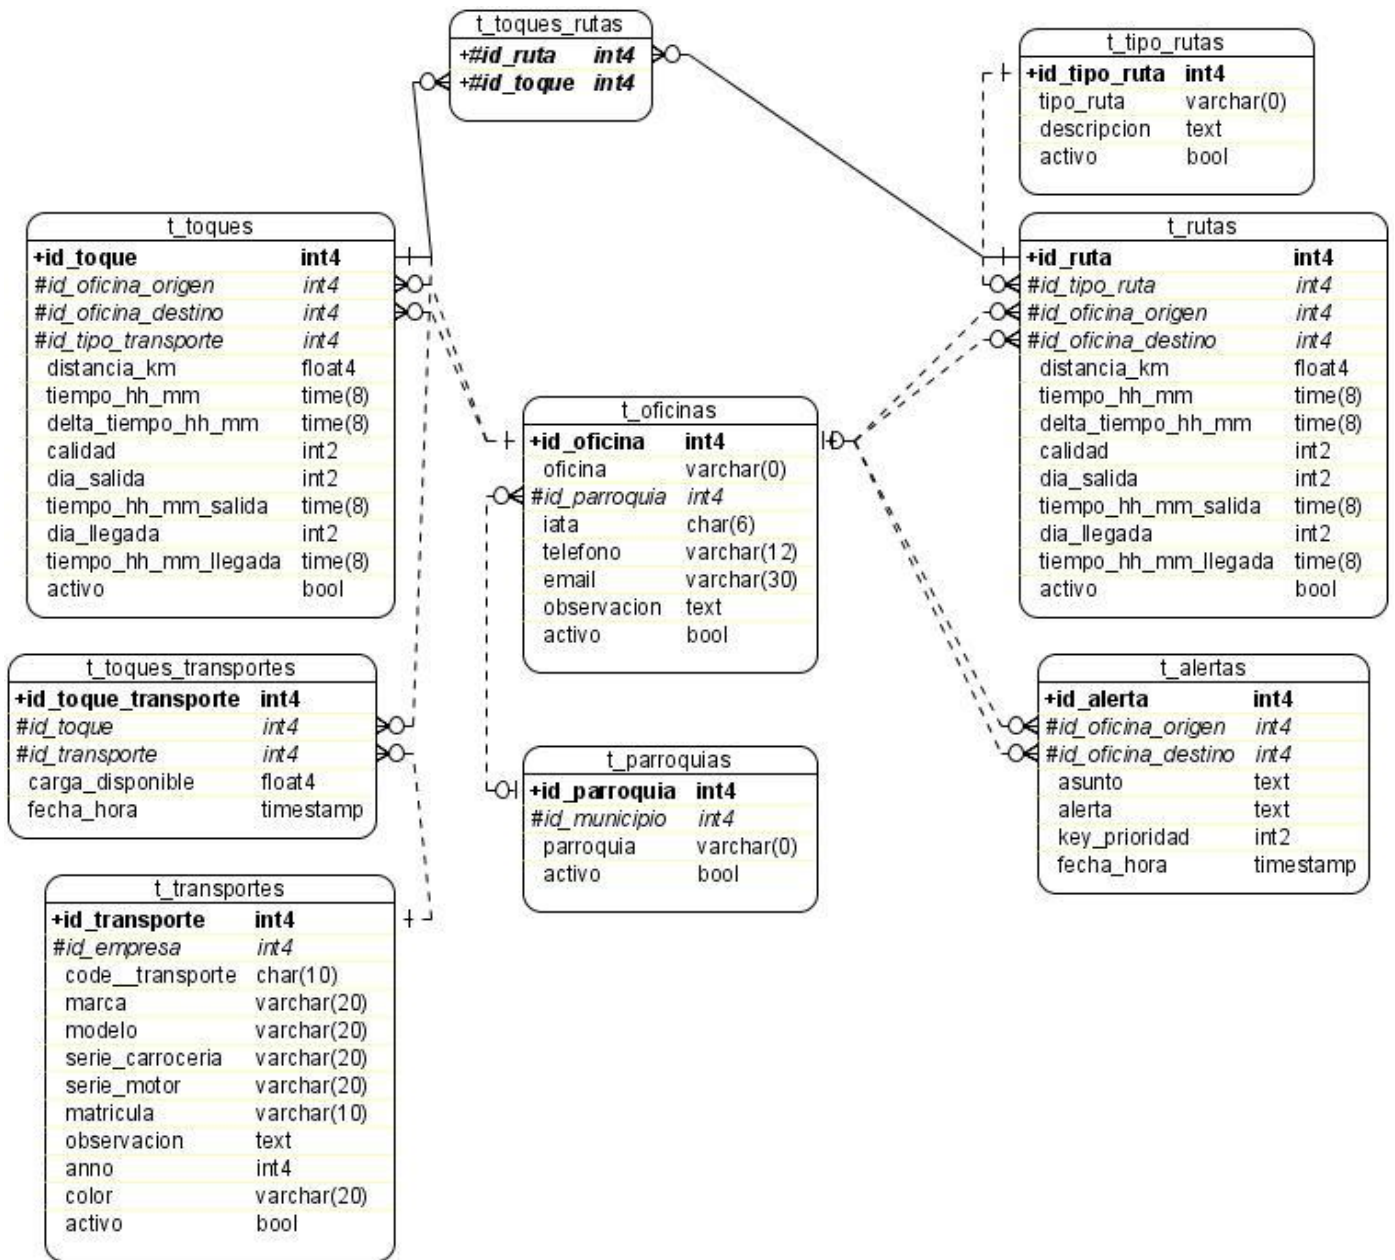 t_toques_rutas
+#id_ruta int4
+#id_toque int4
t_tipo_rutas
+id_tipo_ruta int4
tipo_ruta varchar(0)
descripcion text
activo bool
t_toques
+id_toque int4
#id_oficina_origen int4
#id_oficina_destino int4
#id_tipo_transporte int4
distancia_km float4
tiempo_hh_mm time(8)
delta_tiempo_hh_mm time(8)
calidad int2
dia_salida int2
tiempo_hh_mm_salida time(8)
dia_llegada int2
tiempo_hh_mm_llegada time(8)
activo bool
t_rutas
+id_ruta int4
#id_tipo_ruta int4
#id_oficina_origen int4
#id_oficina_destino int4
distancia_km float4
tiempo_hh_mm time(8)
delta_tiempo_hh_mm time(8)
calidad int2
dia_salida int2
tiempo_hh_mm_salida time(8)
dia_llegada int2
tiempo_hh_mm_llegada time(8)
activo bool
t_oficinas
+id_oficina int4
oficina varchar(0)
#id_parroquia int4
iata char(6)
telefono varchar(12)
email varchar(30)
observacion text
activo bool
t_toques_transportes
+id_toque_transporte int4
#id_toque int4
#id_transporte int4
carga_disponible float4
fecha_hora timestamp
t_parroquias
+id_parroquia int4
#id_municipio int4
parroquia varchar(0)
activo bool
t_alertas
+id_alerta int4
#id_oficina_origen int4
#id_oficina_destino int4
asunto text
alerta text
key_prioridad int2
fecha_hora timestamp
t_transportes
+id_transporte int4
#id_empresa int4
code__transporte char(10)
marca varchar(20)
modelo varchar(20)
serie_carroceria varchar(20)
serie_motor varchar(20)
matricula varchar(10)
observacion text
anno int4
color varchar(20)
activo bool